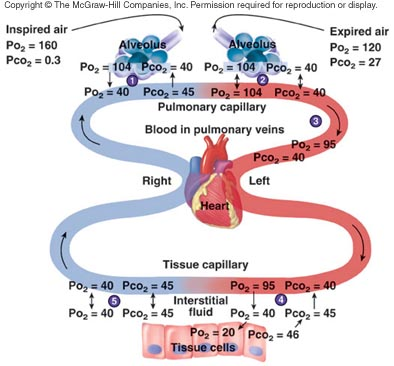 Copyright © The McGraw-Hill Companies, Inc. Permission required for reproduction or display.
Inspired air
Po2 = 160
Pco2 = 0.3
Expired air
Po2 = 120
Pco2 = 27
Alveolus
Alveolus
Po2 = 104 Pco2 = 40
Po2 = 104 Pco2 = 40
1
2
Po2 = 40 Pco2 = 45
Po2 = 104 Pco2 = 40
Pulmonary capillary
3
Blood in pulmonary veins
Po2 = 95
Pco2 = 40
Right
Left
Heart
Tissue capillary
Po2 = 40 Pco2 = 45
Po2 = 95 Pco2 = 40
5
Interstitial
fluid
4
Po2 = 40 Pco2 = 45
Po2 = 40 Pco2 = 45
Po2 = 20
Pco2 = 46
Tissue cells